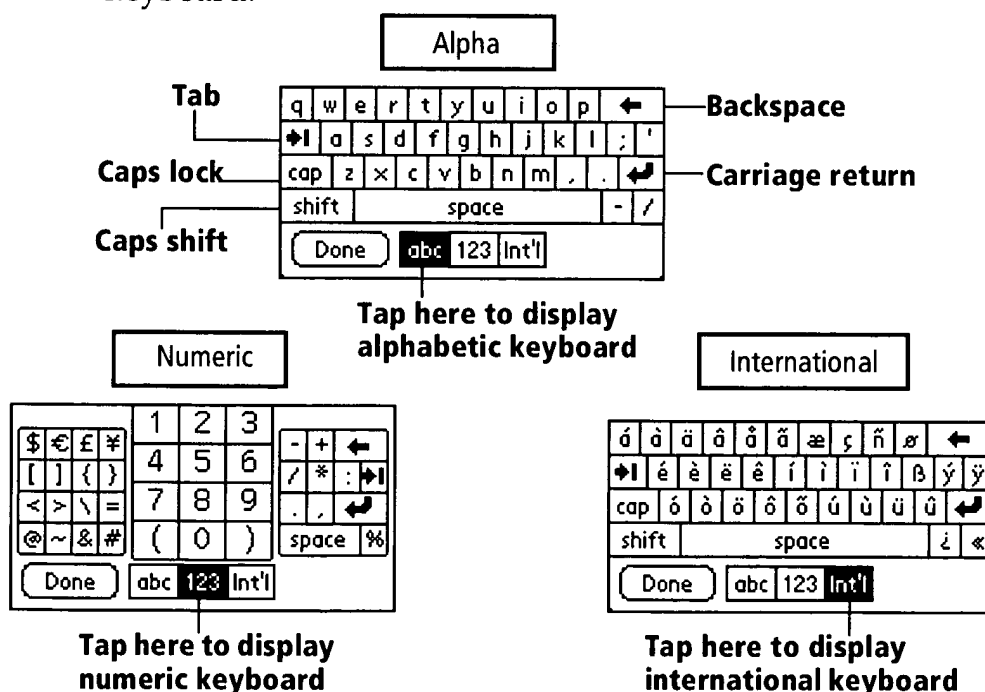 keyboard.
Alpha
Tab
q w e r t y u i o p
Backspace
a s d f g h j k l ; '
Caps lock
cap z x c v b n m , .
Carriage return
shift space - /
Caps shift
Done abc 123 Int'l
Tap here to display
alphabetic keyboard
Numeric
1 2 3
$ € £ ¥ - +
4 5 6
[ ] { } / * :
7 8 9
< > \ = . ,
( 0 )
@ ~ & # space %
Done abc 123 Int'l
Tap here to display
numeric keyboard
International
á à ä â å ã æ ç ñ ø
é è ë ê í ì ï î ß ý ÿ
cap ó ò ö ô õ ú ù ü û
shift space ¿ «
Done abc 123 Int'l
Tap here to display
international keyboard